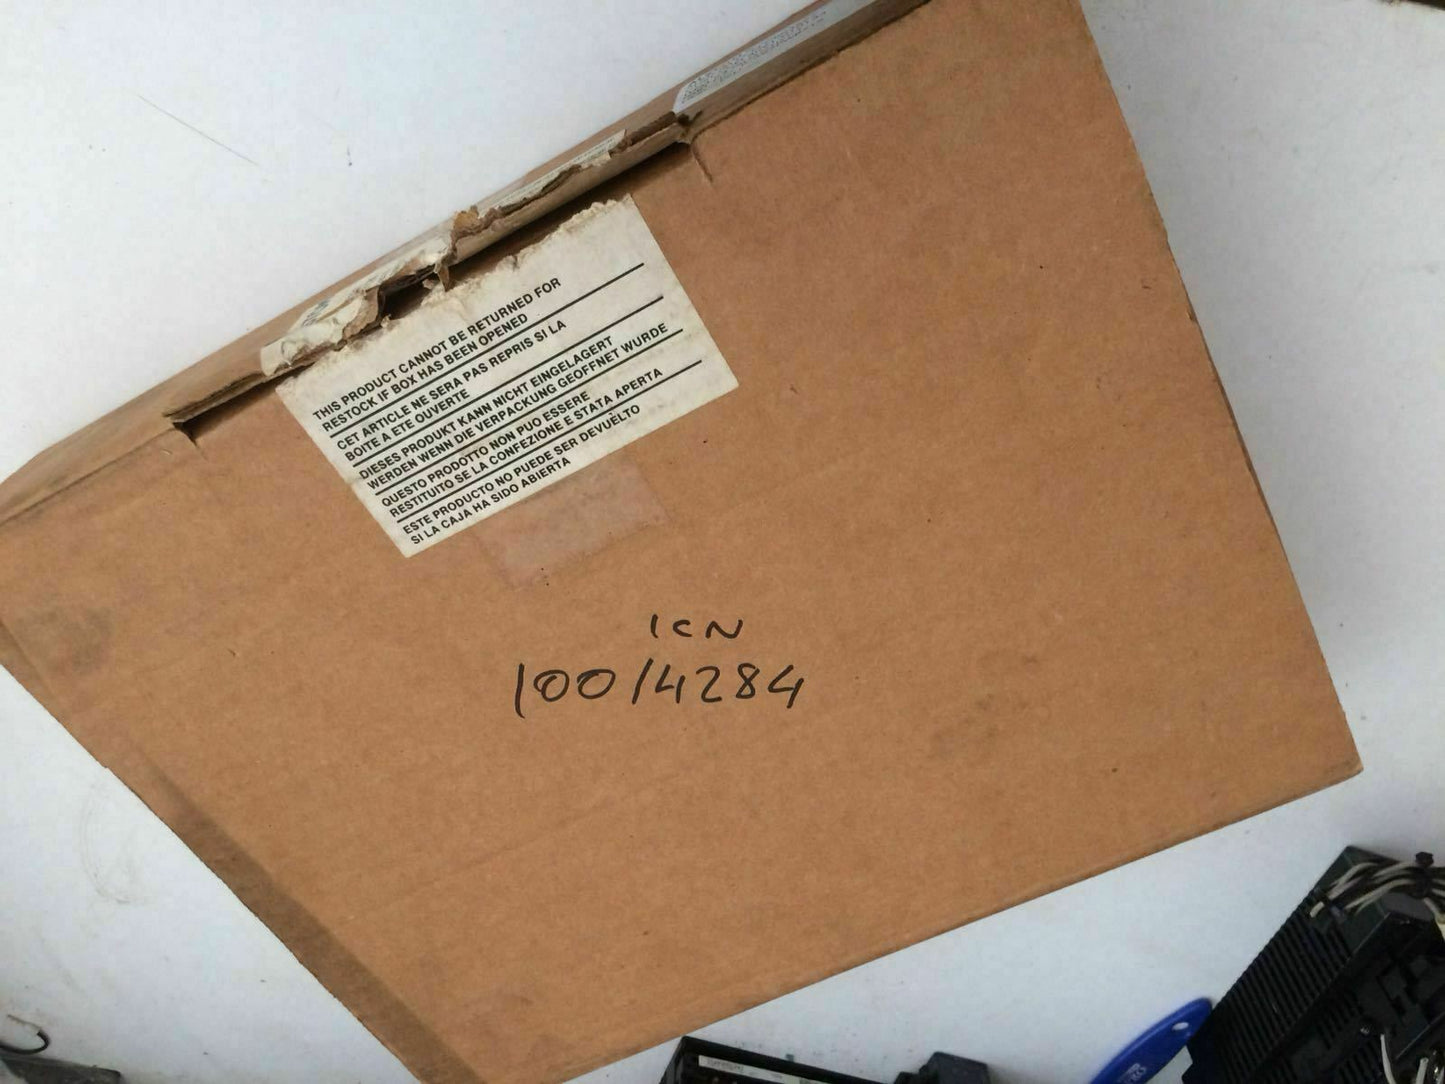 THIS PRODUCT CANNOT BE RETURNED FOR
RESTOCK IF BOX HAS BEEN OPENED
CET ARTICLE NE SERA PAS REPRIS SI LA
BOITE A ETE OUVERTE
DIESES PRODUKT KANN NICHT EINGELAGERT
WERDEN WENN DIE VERPACKUNG GEOFFNET WURDE
QUESTO PRODOTTO NON PUO ESSERE
RESTITUITO SE LA CONFEZIONE E STATA APERTA
ESTE PRODUCTO NO PUEDE SER DEVUELTO
SI LA CAJA HA SIDO ABIERTA
ICN
100/4284